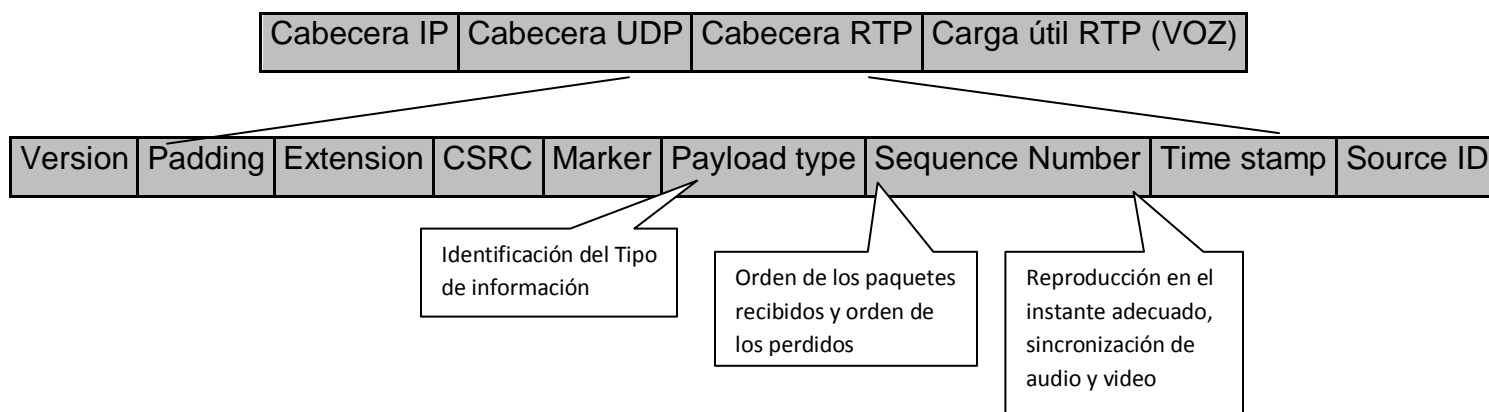 Cabecera IP Cabecera UDP Cabecera RTP Carga útil RTP (VOZ)
Version Padding Extension CSRC Marker Payload type Sequence Number Time stamp Source ID
Identificación del Tipo
de información
Orden de los paquetes
recibidos y orden de
los perdidos
Reproducción en el
instante adecuado,
sincronización de
audio y video